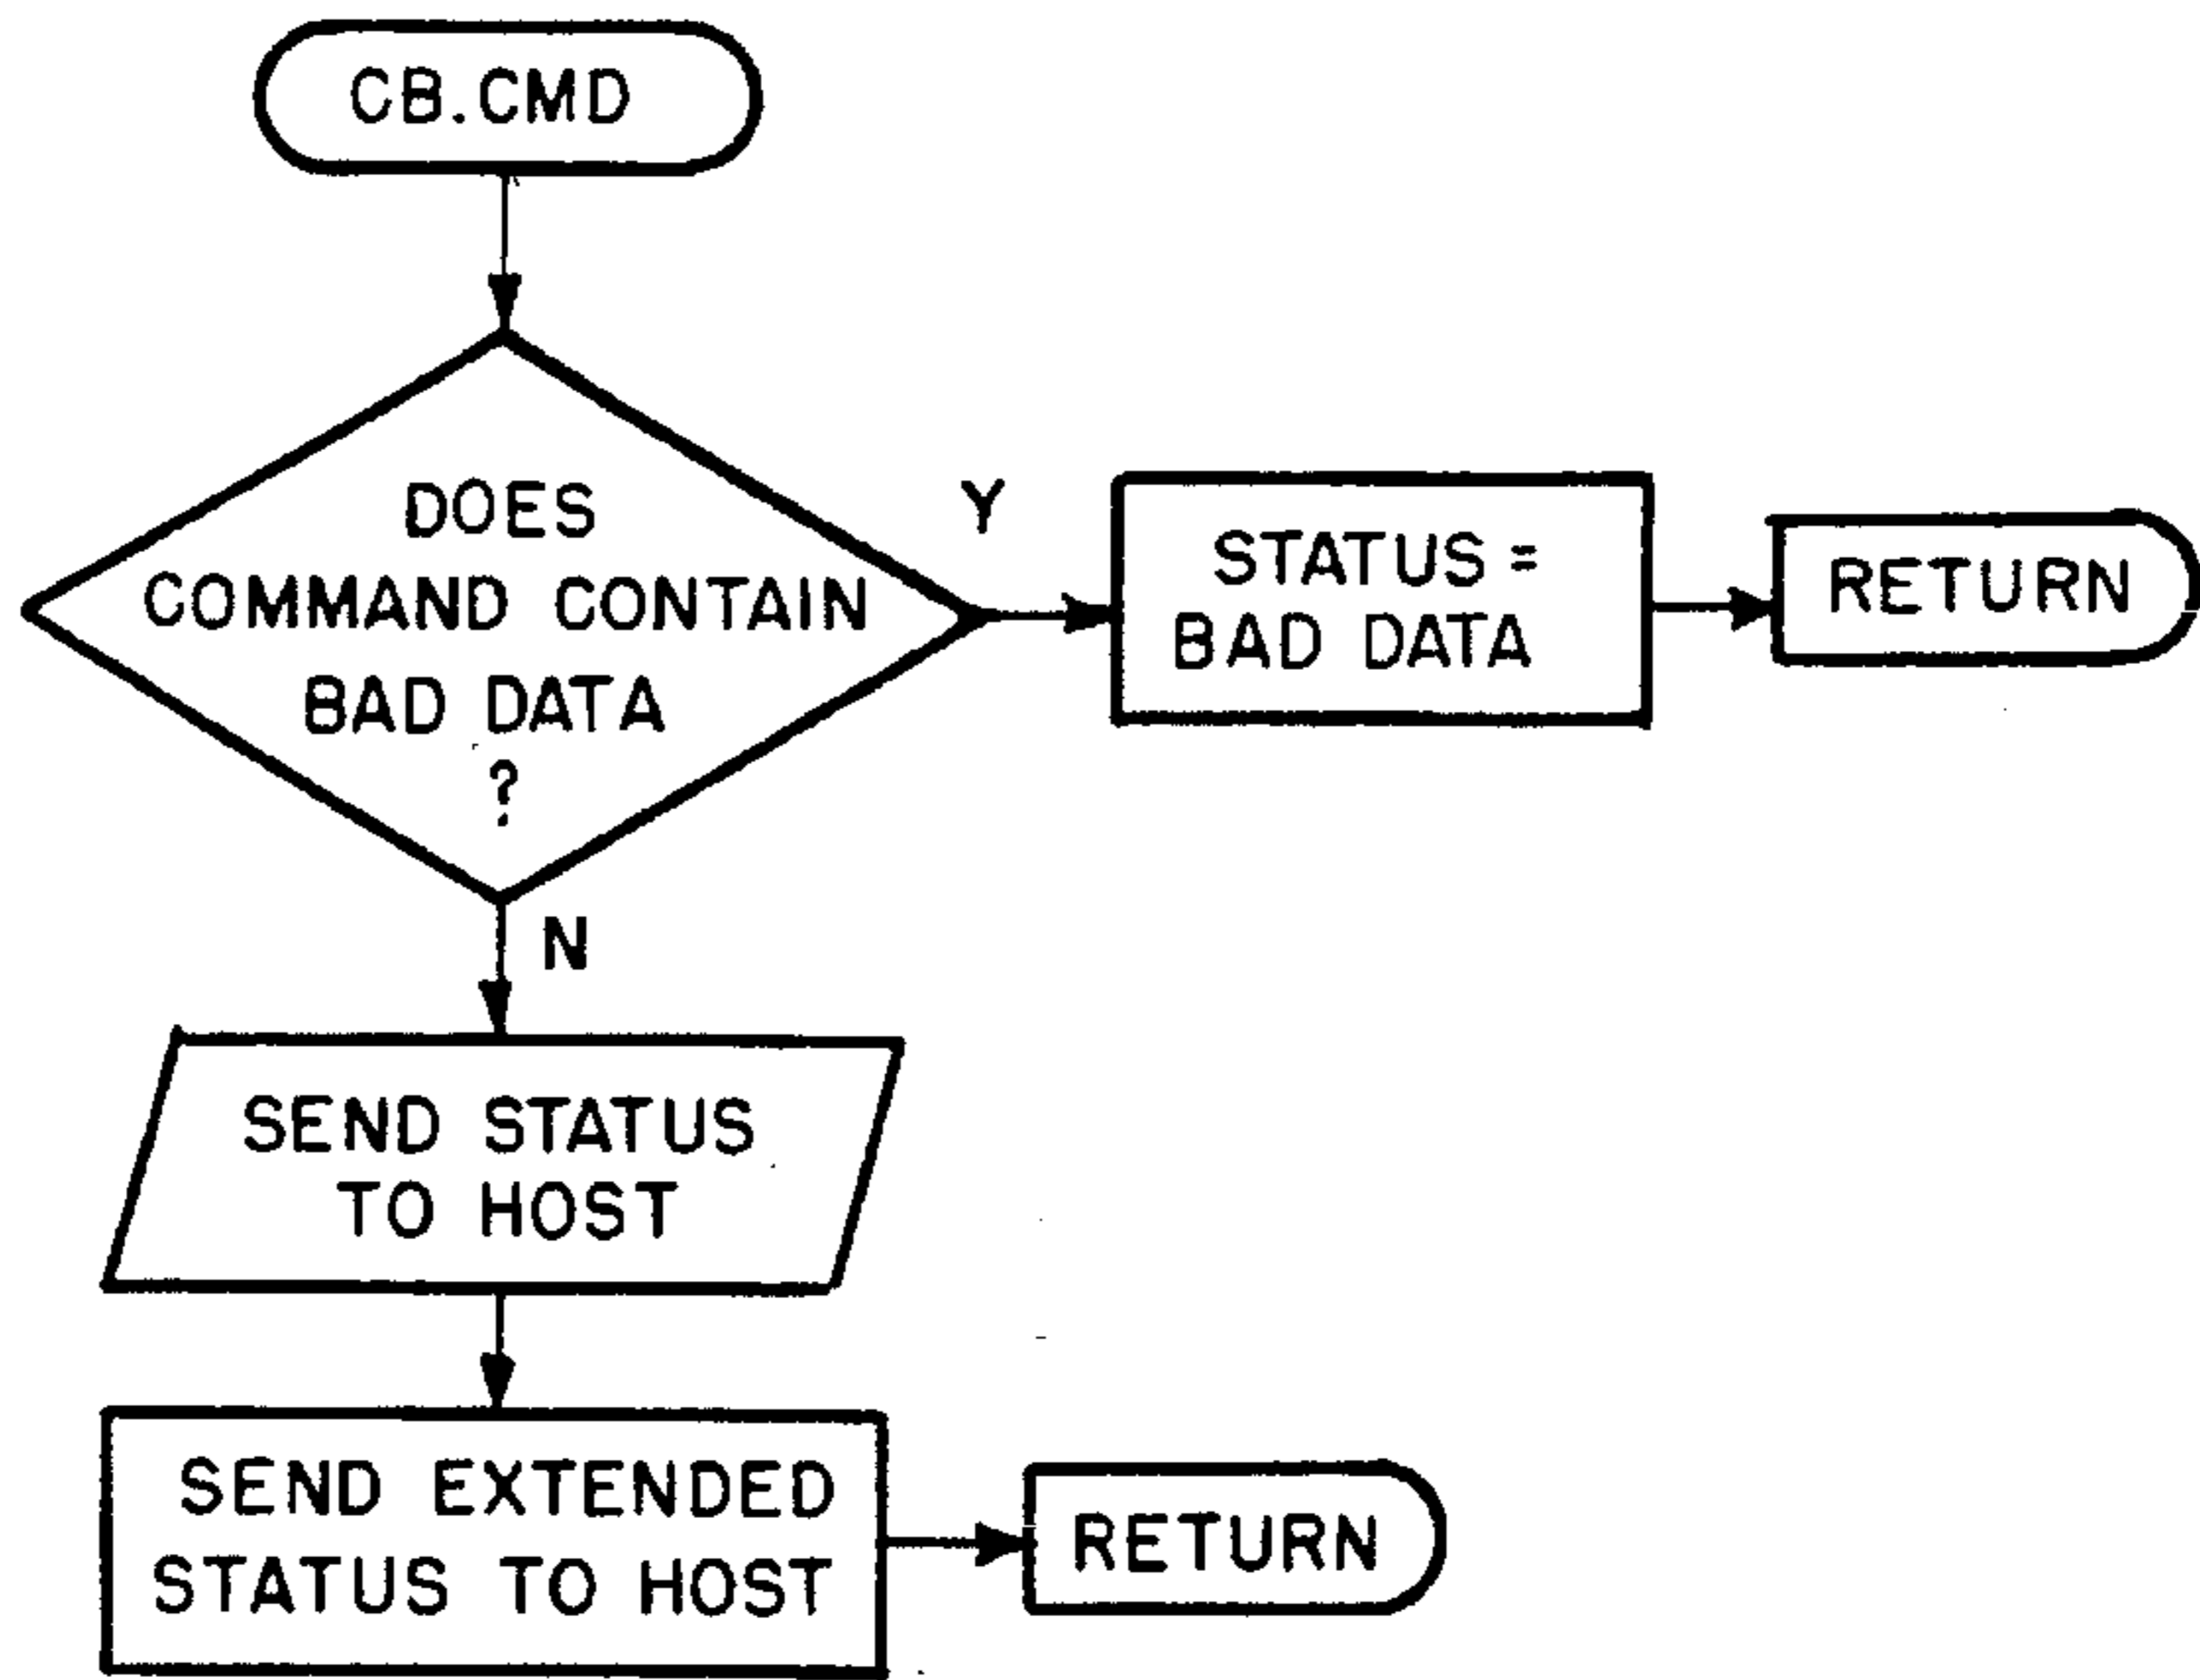 CB.CMD
DOES
COMMAND CONTAIN
BAD DATA
?
Y
STATUS =
BAD DATA
RETURN
N
SEND STATUS
TO HOST
SEND EXTENDED
STATUS TO HOST
RETURN